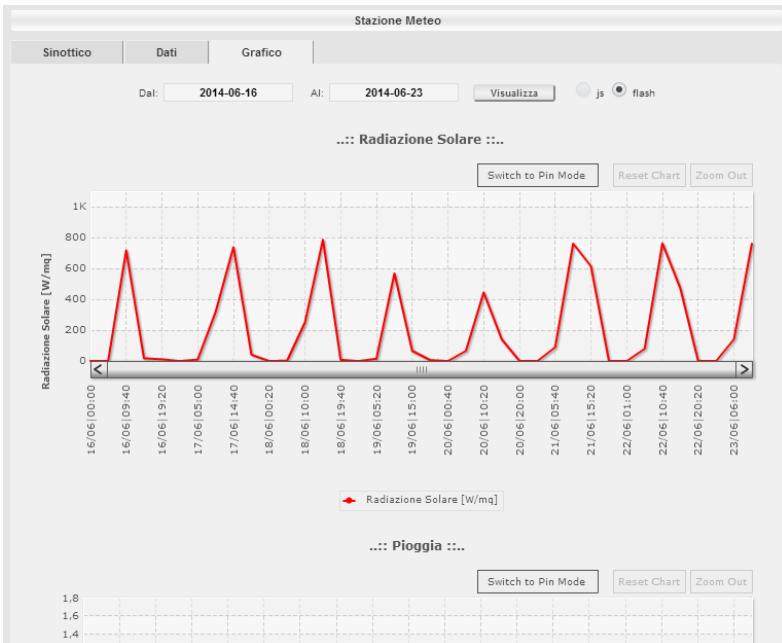 Stazione Meteo
Sinottico Dati Grafico
Dal: 2014-06-16 Al: 2014-06-23 Visualizza js flash
..:: Radiazione Solare ::..
Switch to Pin Mode Reset Chart Zoom Out
1K
800
600
400
200
0
Radiazione Solare [W/mq]
16/06|00:00
16/06|09:40
16/06|19:20
17/06|05:00
17/06|14:40
18/06|00:20
18/06|10:00
18/06|19:40
19/06|05:20
19/06|15:00
20/06|00:40
20/06|10:20
20/06|20:00
21/06|05:40
21/06|15:20
22/06|01:00
22/06|10:40
22/06|20:20
23/06|06:00
Radiazione Solare [W/mq]
..:: Pioggia ::..
Switch to Pin Mode Reset Chart Zoom Out
1,8
1,6
1,4